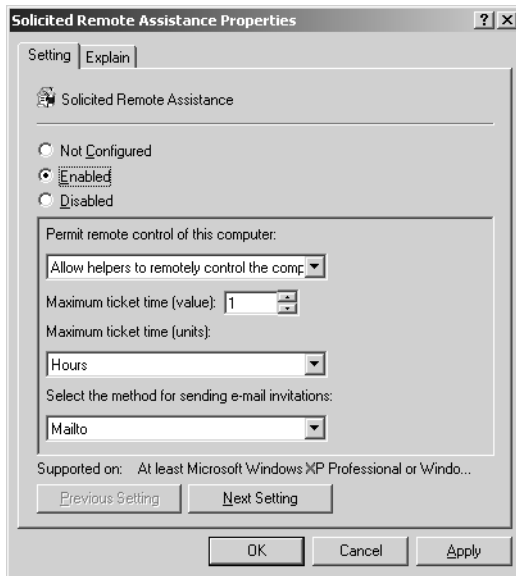 Solicited Remote Assistance Properties
Setting
Explain
Solicited Remote Assistance
Not Configured
Enabled
Disabled
Permit remote control of this computer:
Allow helpers to remotely control the comp
Maximum ticket time (value): 1
Maximum ticket time (units):
Hours
Select the method for sending e-mail invitations:
Mailto
Supported on: At least Microsoft Windows XP Professional or Windo...
Previous Setting
Next Setting
OK
Cancel
Apply